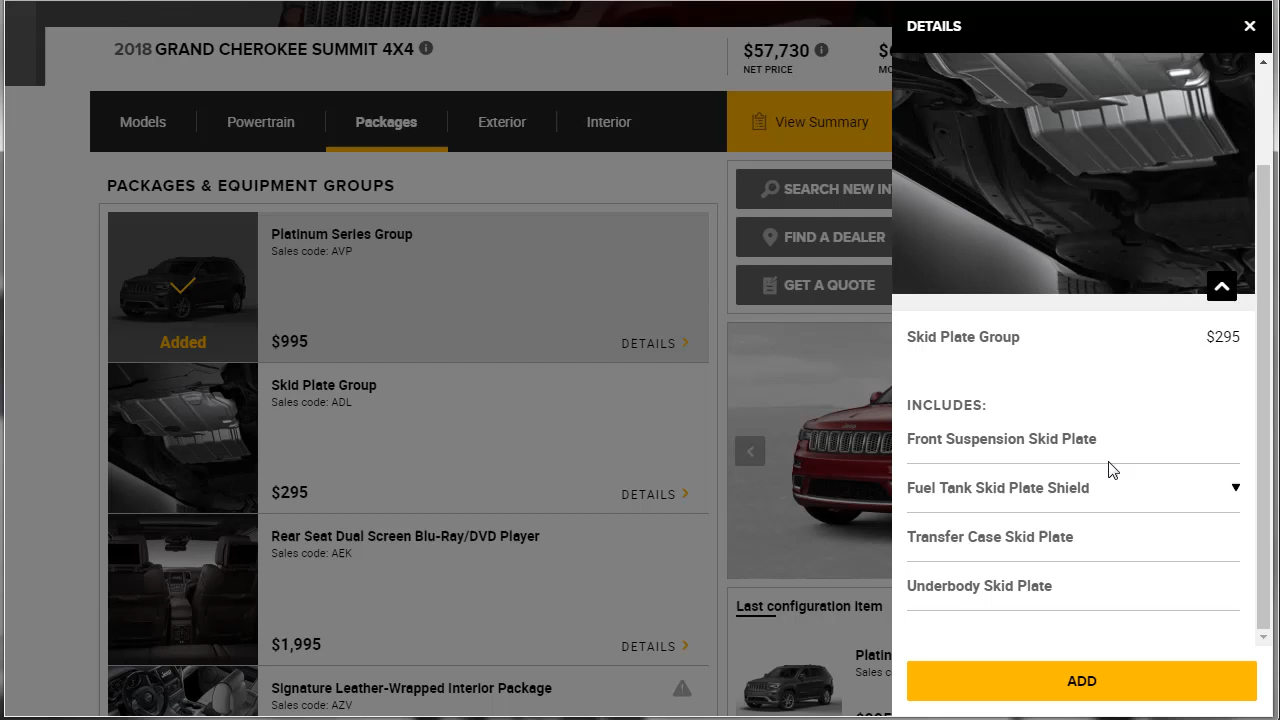 2018 GRAND CHEROKEE SUMMIT 4X4
$57,730
NET PRICE
Models
Powertrain
Packages
Exterior
Interior
View Summary
PACKAGES & EQUIPMENT GROUPS
Platinum Series Group
Sales code: AVP
Added
$995
DETAILS
Skid Plate Group
Sales code: ADL
$295
DETAILS
Rear Seat Dual Screen Blu-Ray/DVD Player
Sales code: AEK
$1,995
DETAILS
Signature Leather-Wrapped Interior Package
Sales code: AZV
SEARCH NEW
FIND A DEALER
GET A QUOTE
Last configuration item
Sales
DETAILS
Skid Plate Group $295
INCLUDES:
Front Suspension Skid Plate
Fuel Tank Skid Plate Shield
Transfer Case Skid Plate
Underbody Skid Plate
ADD